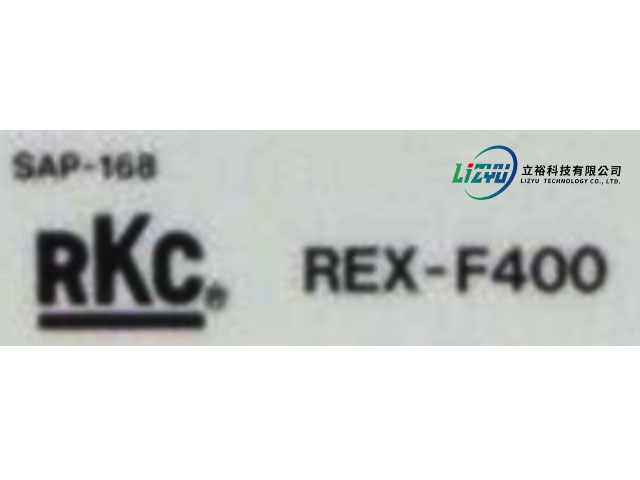 SAP-168
LiZYU 立裕科技有限公司
LIZYU TECHNOLOGY CO., LTD.
RKC® REX-F400